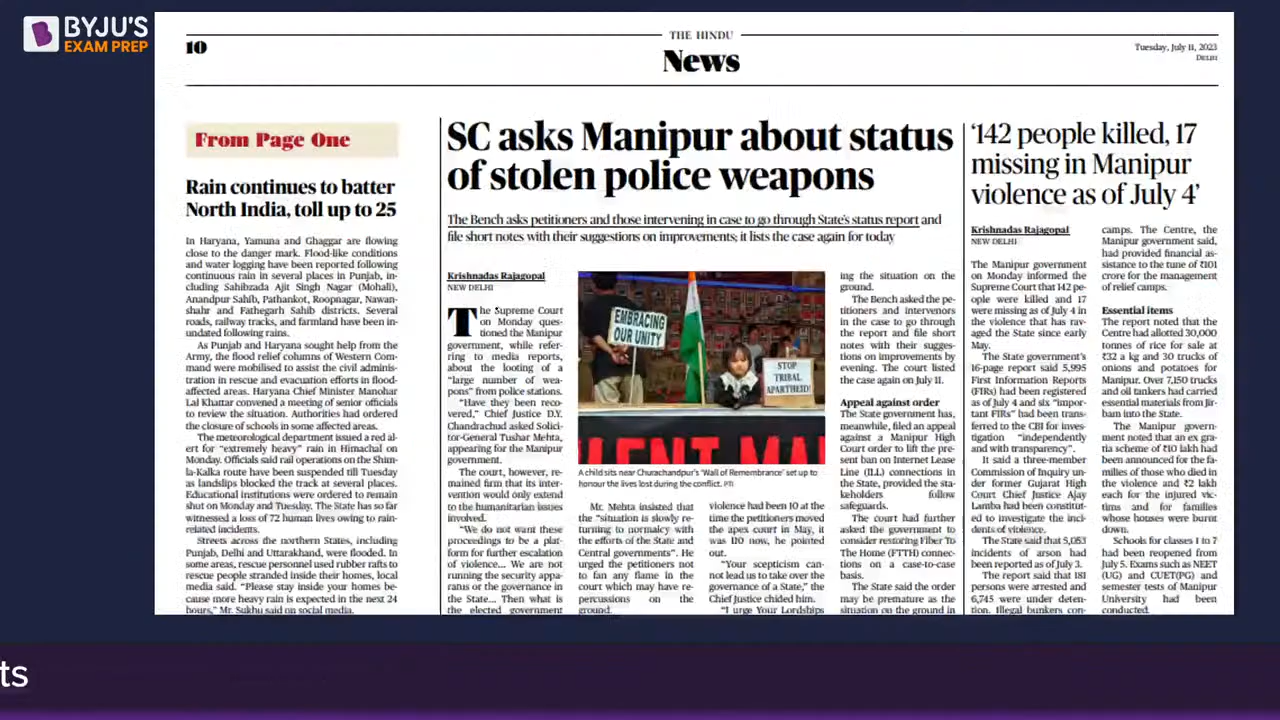 BYJU'S
EXAM PREP
10
THE HINDU
News
Tuesday, July 11, 2023
DELHI
From Page One
Rain continues to batter
North India, toll up to 25
In Haryana, Yamuna and Ghaggar are flowing
close to the danger mark. Flood-like conditions
and water logging have been reported following
continuous rain in several places in Punjab, in-
cluding Sahibzada Ajit Singh Nagar (Mohali),
Anandpur Sahib, Pathankot, Roopnagar, Nawan-
shahr and Fathegarh Sahib districts. Several
roads, railway tracks, and farmland have been in-
undated following rains.
As Punjab and Haryana sought help from the
Army, the flood relief columns of Western Com-
mand were mobilised to assist the civil adminis-
tration in rescue and evacuation efforts in flood-
affected areas. Haryana Chief Minister Manohar
Lal Khattar convened a meeting of senior officials
to review the situation. Authorities had ordered
the closure of schools in some affected areas.
The meteorological department issued a red al-
ert for “extremely heavy” rain in Himachal on
Monday. Officials said rail operations on the Shim-
la-Kalka route have been suspended till Tuesday
as landslips blocked the track at several places.
Educational institutions were ordered to remain
shut on Monday and Tuesday. The State has so far
witnessed a loss of 72 human lives owing to rain-
related incidents.
Streets across the northern States, including
Punjab, Delhi and Uttarakhand, were flooded. In
some areas, rescue personnel used rubber rafts to
rescue people stranded inside their homes, local
media said. “Please stay inside your homes be-
cause more heavy rain is expected in the next 24
hours,” Mr. Sukhu said on social media.
SC asks Manipur about status
of stolen police weapons
The Bench asks petitioners and those intervening in case to go through State's status report and
file short notes with their suggestions on improvements; it lists the case again for today
Krishnadas Rajagopal
NEW DELHI
The Supreme Court
on Monday ques-
tioned the Manipur
government, while refer-
ring to media reports,
about the looting of a
“large number of wea-
pons” from police stations.
“Have they been reco-
vered,” Chief Justice D.Y.
Chandrachud asked Solici-
tor-General Tushar Mehta,
appearing for the Manipur
government.
The court, however, re-
mained firm that its inter-
vention would only extend
to the humanitarian issues
involved.
“We do not want these
proceedings to be a plat-
form for further escalation
of violence... We are not
running the security appa-
ratus or the governance in
the State... Then what is
the elected government
EMBRACING
OUR UNITY
STOP
TRIBAL
APARTHEID!
MENT MA
A child sits near Churachandpur's ‘Wall of Remembrance’ set up to
honour the lives lost during the conflict. PTI
Mr. Mehta insisted that
the “situation is slowly re-
turning to normalcy with
the efforts of the State and
Central governments”. He
urged the petitioners not
to fan any flame in the
court which may have re-
percussions on the
ground.
violence had been 10 at the
time the petitioners moved
the apex court in May, it
was 110 now, he pointed
out.
“Your scepticism can-
not lead us to take over the
governance of a State,” the
Chief Justice chided him.
“I urge Your Lordships
ing the situation on the
ground.
The Bench asked the pe-
titioners and intervenors
in the case to go through
the report and file short
notes with their sugges-
tions on improvements by
evening. The court listed
the case again on July 11.
Appeal against order
The State government has,
meanwhile, filed an appeal
against a Manipur High
Court order to lift the pre-
sent ban on Internet Lease
Line (ILL) connections in
the State, provided the sta-
keholders follow
safeguards.
The court had further
asked the government to
consider restoring Fiber To
The Home (FTTH) connec-
tions on a case-to-case
basis.
The State said the order
may be premature as the
situation on the ground in
‘142 people killed, 17
missing in Manipur
violence as of July 4’
Krishnadas Rajagopal
NEW DELHI
The Manipur government
on Monday informed the
Supreme Court that 142 pe-
ople were killed and 17
were missing as of July 4 in
the violence that has rav-
aged the State since early
May.
The State government's
16-page report said 5,995
First Information Reports
(FIRs) had been registered
as of July 4 and six “impor-
tant FIRs” had been trans-
ferred to the CBI for inves-
tigation “independently
and with transparency”.
It said a three-member
Commission of Inquiry un-
der former Gujarat High
Court Chief Justice Ajay
Lamba had been constitut-
ed to investigate the inci-
dents of violence.
The State said that 5,053
incidents of arson had
been reported as of July 3.
The report said that 181
persons were arrested and
6,745 were under deten-
tion. Illegal bunkers con-
camps. The Centre, the
Manipur government said,
had provided financial as-
sistance to the tune of ₹101
crore for the management
of relief camps.
Essential items
The report noted that the
Centre had allotted 30,000
tonnes of rice for sale at
₹32 a kg and 30 trucks of
onions and potatoes for
Manipur. Over 7,150 trucks
and oil tankers had carried
essential materials from Jir-
ibam into the State.
The Manipur govern-
ment noted that an ex gra-
tia scheme of ₹10 lakh had
been announced for the fa-
milies of those who died in
the violence and ₹2 lakh
each for the injured vic-
tims and for families
whose houses were burnt
down.
Schools for classes 1 to 7
had been reopened from
July 5. Exams such as NEET
(UG) and CUET(PG) and
semester tests of Manipur
University had been
conducted.
ts